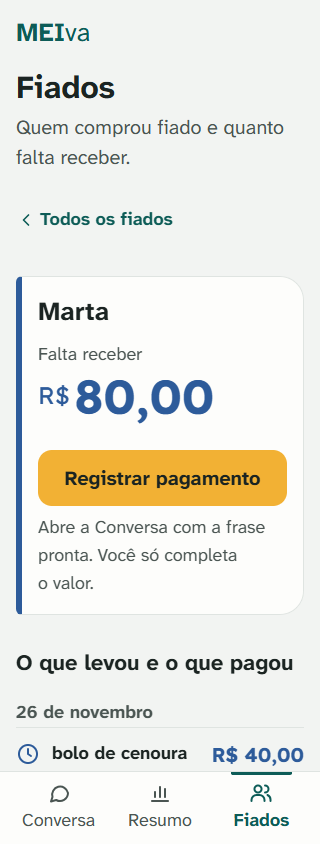 MEIva
Fiados
Quem comprou fiado e quanto
falta receber.
Todos os fiados
Marta
Falta receber
R$ 80,00
Registrar pagamento
Abre a Conversa com a frase
pronta. Você só completa
o valor.
O que levou e o que pagou
26 de novembro
bolo de cenoura R$ 40,00
Conversa Resumo Fiados